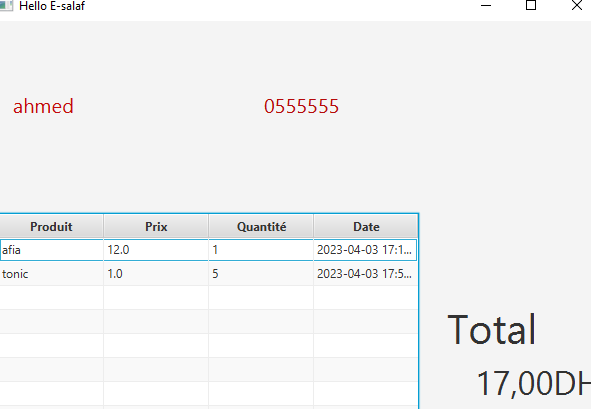 Hello E-salaf
ahmed 0555555
Produit Prix Quantité Date
afia 12.0 1 2023-04-03 17:1...
tonic 1.0 5 2023-04-03 17:5...
Total
17,00DH